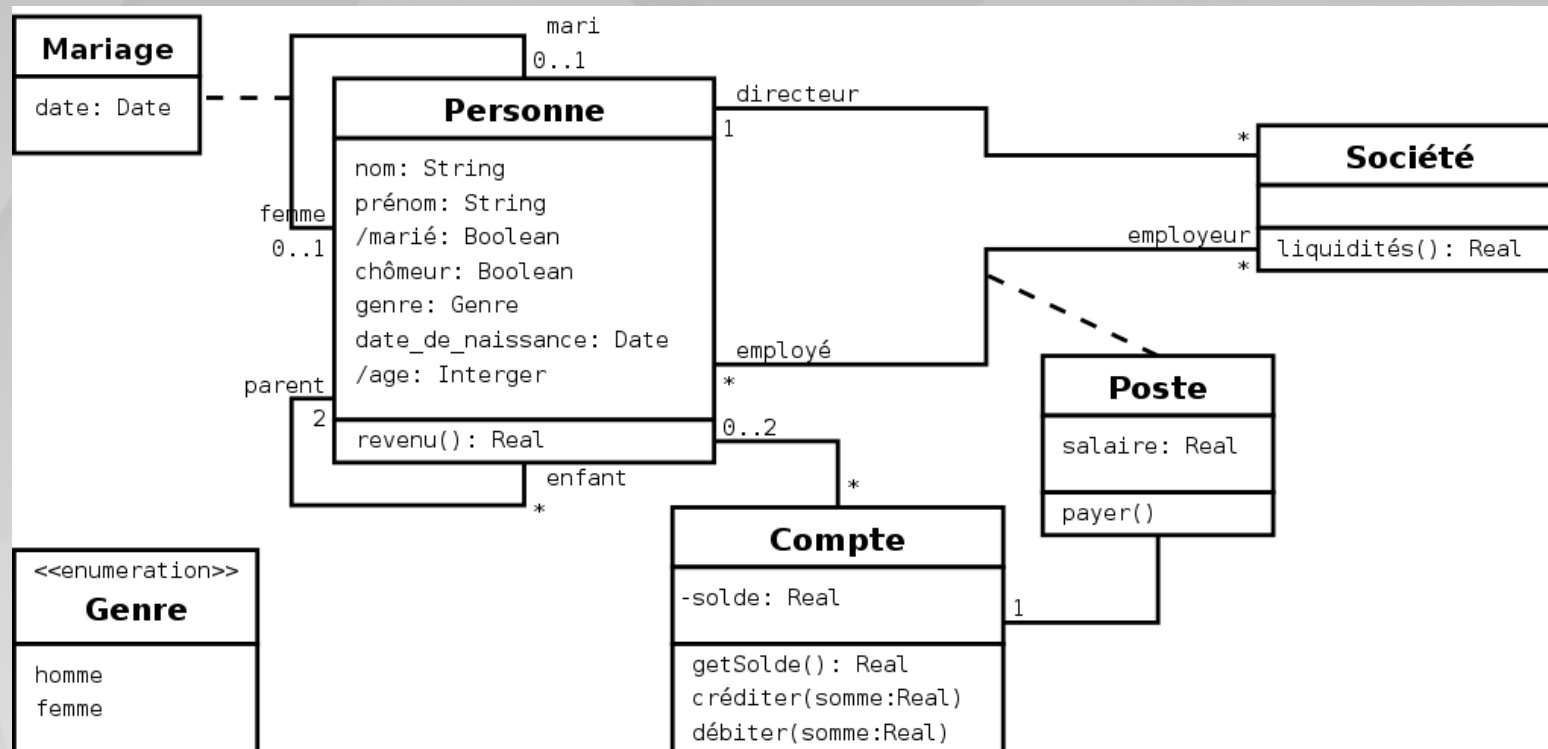 Mariage
date: Date
mari
0..1
femme
0..1
Personne
nom: String
prénom: String
/marié: Boolean
chômeur: Boolean
genre: Genre
date_de_naissance: Date
/age: Interger
revenu(): Real
directeur
1
*
Société
liquidités(): Real
employeur
*
employé
*
parent
2
enfant
*
0..2
*
Poste
salaire: Real
payer()
1
Compte
-solde: Real
getSolde(): Real
créditer(somme:Real)
débiter(somme:Real)
<<enumeration>>
Genre
homme
femme